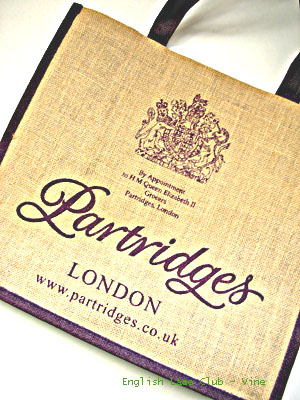 By Appointment
to H M Queen Elizabeth II
Grocers
Partridges, London
Partridges
LONDON
www.partridges.co.uk
English Lace Club - Vine